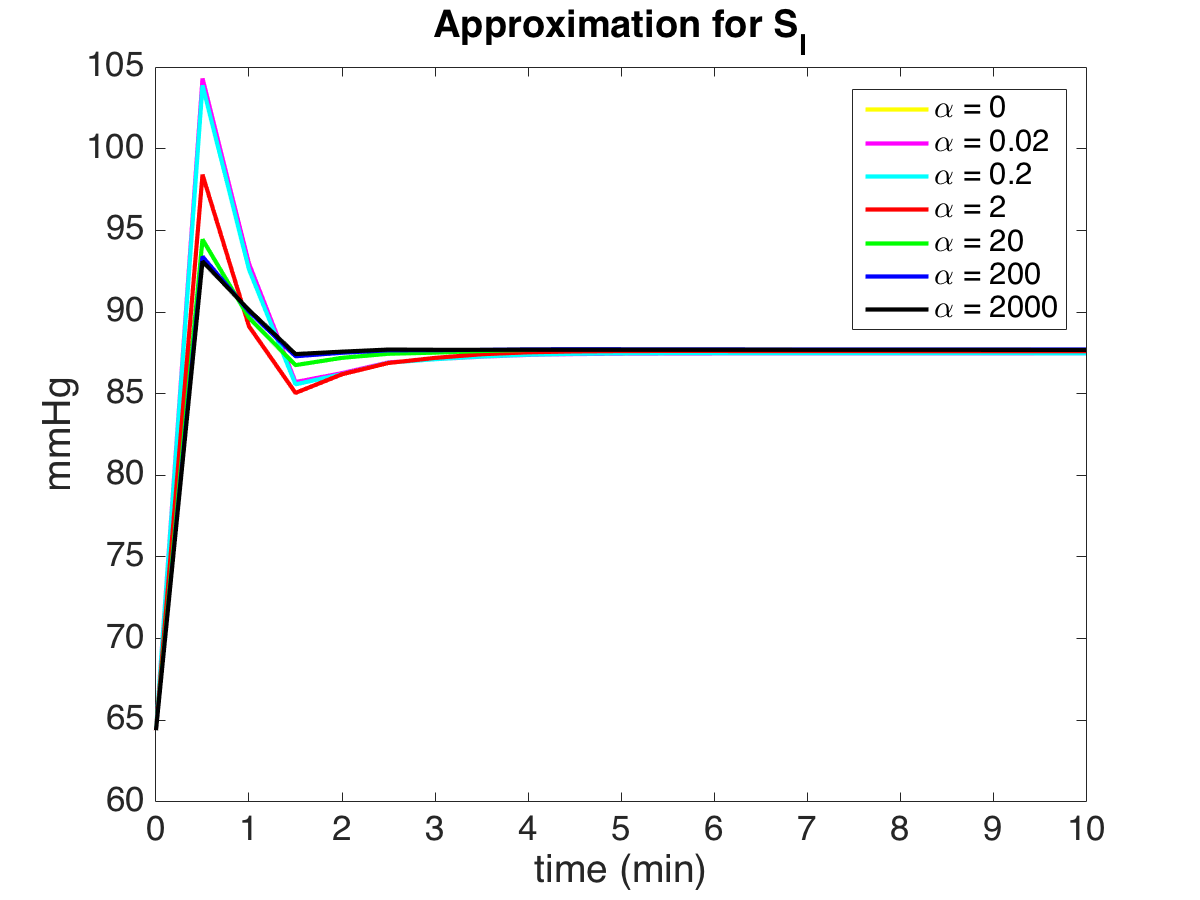 Approximation for S_l
105
100
95
90
85
80
75
70
65
60
mmHg
0 1 2 3 4 5 6 7 8 9 10
time (min)
α = 0
α = 0.02
α = 0.2
α = 2
α = 20
α = 200
α = 2000